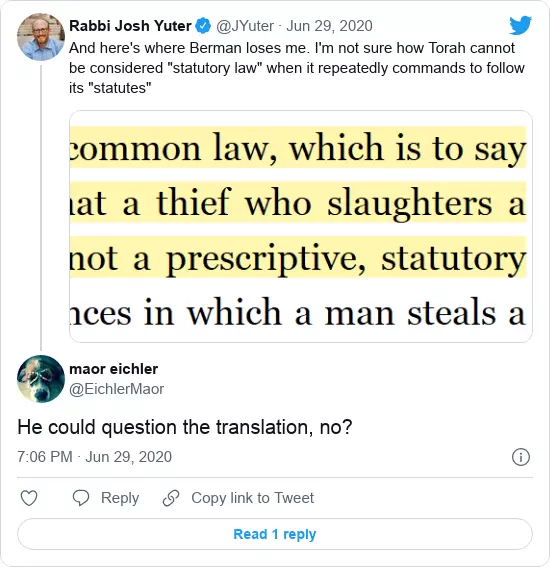 Rabbi Josh Yuter @JYuter · Jun 29, 2020
And here's where Berman loses me. I'm not sure how Torah cannot
be considered "statutory law" when it repeatedly commands to follow
its "statutes"
common law, which is to say
at a thief who slaughters a
not a prescriptive, statutory
nces in which a man steals a
maor eichler
@EichlerMaor
He could question the translation, no?
7:06 PM · Jun 29, 2020
Reply Copy link to Tweet
Read 1 reply